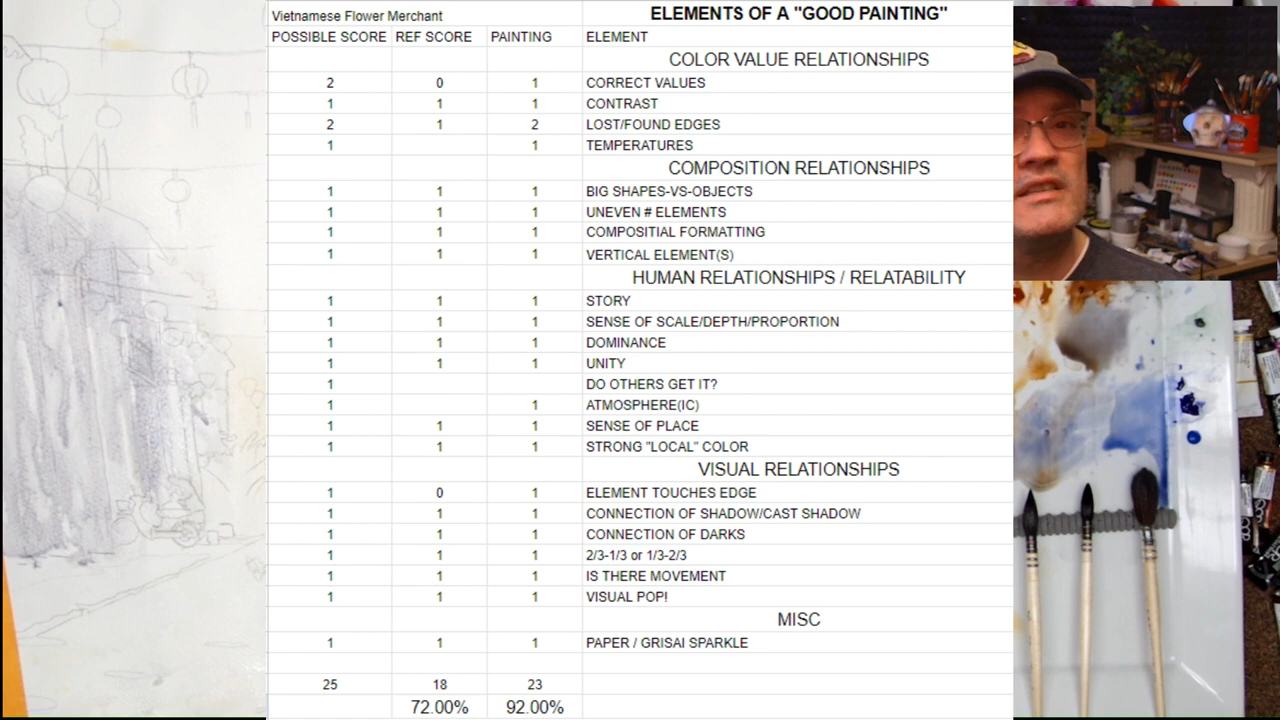 Vietnamese Flower Merchant ELEMENTS OF A "GOOD PAINTING"
POSSIBLE SCORE REF SCORE PAINTING ELEMENT
COLOR VALUE RELATIONSHIPS
2 0 1 CORRECT VALUES
1 1 1 CONTRAST
2 1 2 LOST/FOUND EDGES
1 1 TEMPERATURES
COMPOSITION RELATIONSHIPS
1 1 1 BIG SHAPES-VS-OBJECTS
1 1 1 UNEVEN # ELEMENTS
1 1 1 COMPOSITIAL FORMATTING
1 1 1 VERTICAL ELEMENT(S)
HUMAN RELATIONSHIPS / RELATABILITY
1 1 1 STORY
1 1 1 SENSE OF SCALE/DEPTH/PROPORTION
1 1 1 DOMINANCE
1 1 1 UNITY
1 DO OTHERS GET IT?
1 1 ATMOSPHERE(IC)
1 1 1 SENSE OF PLACE
1 1 1 STRONG "LOCAL" COLOR
VISUAL RELATIONSHIPS
1 0 1 ELEMENT TOUCHES EDGE
1 1 1 CONNECTION OF SHADOW/CAST SHADOW
1 1 1 CONNECTION OF DARKS
1 1 1 2/3-1/3 or 1/3-2/3
1 1 1 IS THERE MOVEMENT
1 1 1 VISUAL POP!
MISC
1 1 1 PAPER / GRISAI SPARKLE
25 18 23
72.00% 92.00%